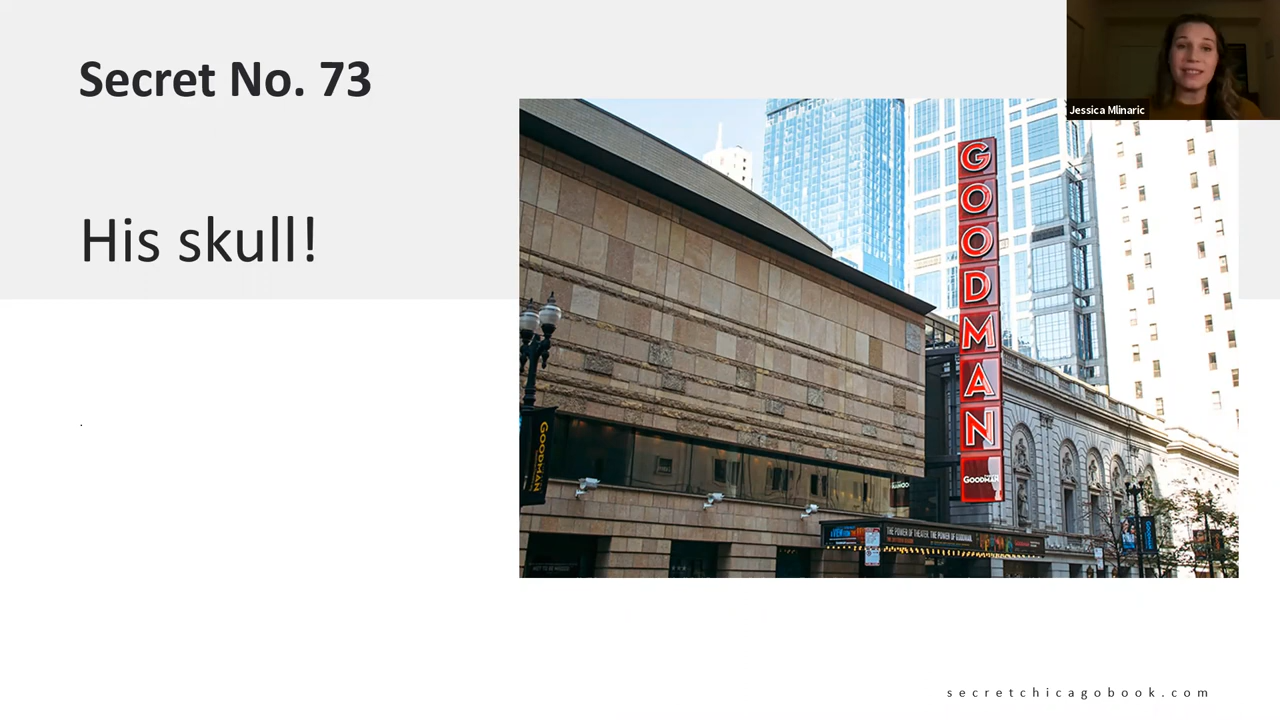 Secret No. 73
Jessica Mlinaric
His skull!
GOODMAN
GOODMAN
GOODMAN
THE POWER OF THEATER. THE POWER OF GOODMAN.
secretchicagobook.com